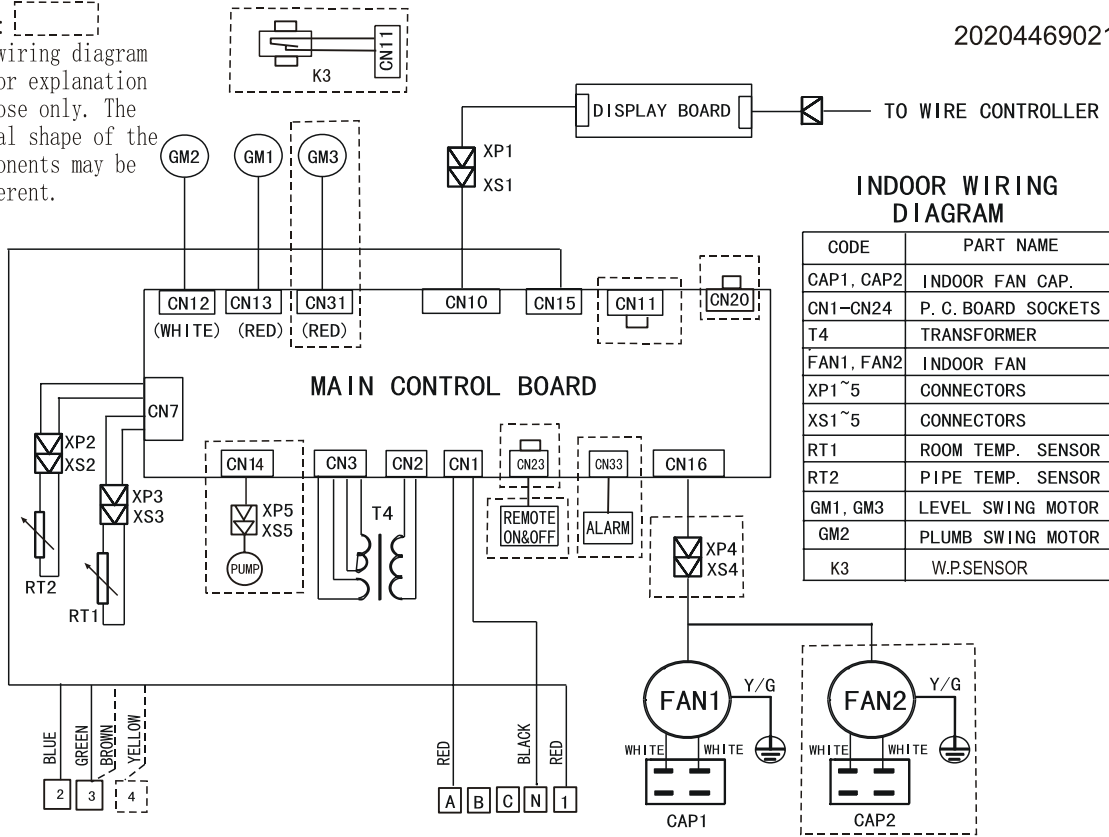 :
wiring diagram
or explanation
ose only. The
al shape of the
onents may be
erent.
K3
CN11
20204469021
DISPLAY BOARD
TO WIRE CONTROLLER
GM2
GM1
GM3
XP1
XS1
INDOOR WIRING
DIAGRAM
CODE PART NAME
CAP1, CAP2 INDOOR FAN CAP.
CN1-CN24 P.C.BOARD SOCKETS
T4 TRANSFORMER
FAN1, FAN2 INDOOR FAN
XP1~5 CONNECTORS
XS1~5 CONNECTORS
RT1 ROOM TEMP. SENSOR
RT2 PIPE TEMP. SENSOR
GM1, GM3 LEVEL SWING MOTOR
GM2 PLUMB SWING MOTOR
K3 W.P.SENSOR
CN12
CN13
CN31
CN10
CN15
CN11
CN20
(WHITE)
(RED)
(RED)
MAIN CONTROL BOARD
CN7
XP2
XS2
XP3
XS3
RT2
RT1
CN14
CN3
CN2
CN1
CN23
CN33
CN16
XP5
XS5
PUMP
T4
REMOTE
ON&OFF
ALARM
XP4
XS4
FAN1
Y/G
FAN2
Y/G
WHITE
WHITE
WHITE
WHITE
CAP1
CAP2
BLUE
GREEN
BROWN
YELLOW
RED
BLACK
RED
2
3
4
A
B
C
N
1